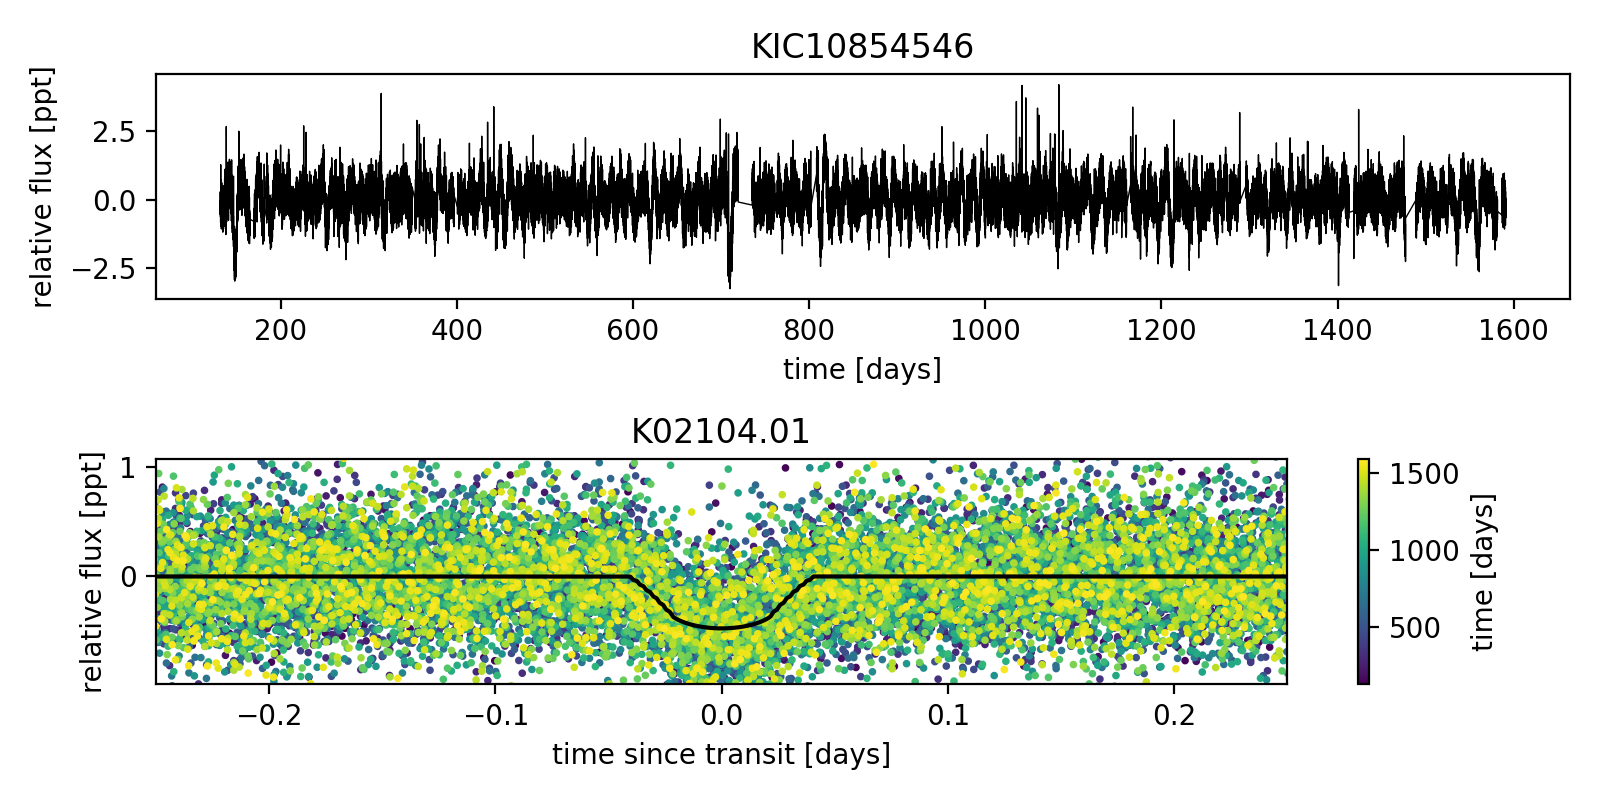 KIC10854546
relative flux [ppt]
2.5
0.0
−2.5
200 400 600 800 1000 1200 1400 1600
time [days]
K02104.01
relative flux [ppt]
1
0
−0.2 −0.1 0.0 0.1 0.2
time since transit [days]
1500
1000
500
time [days]